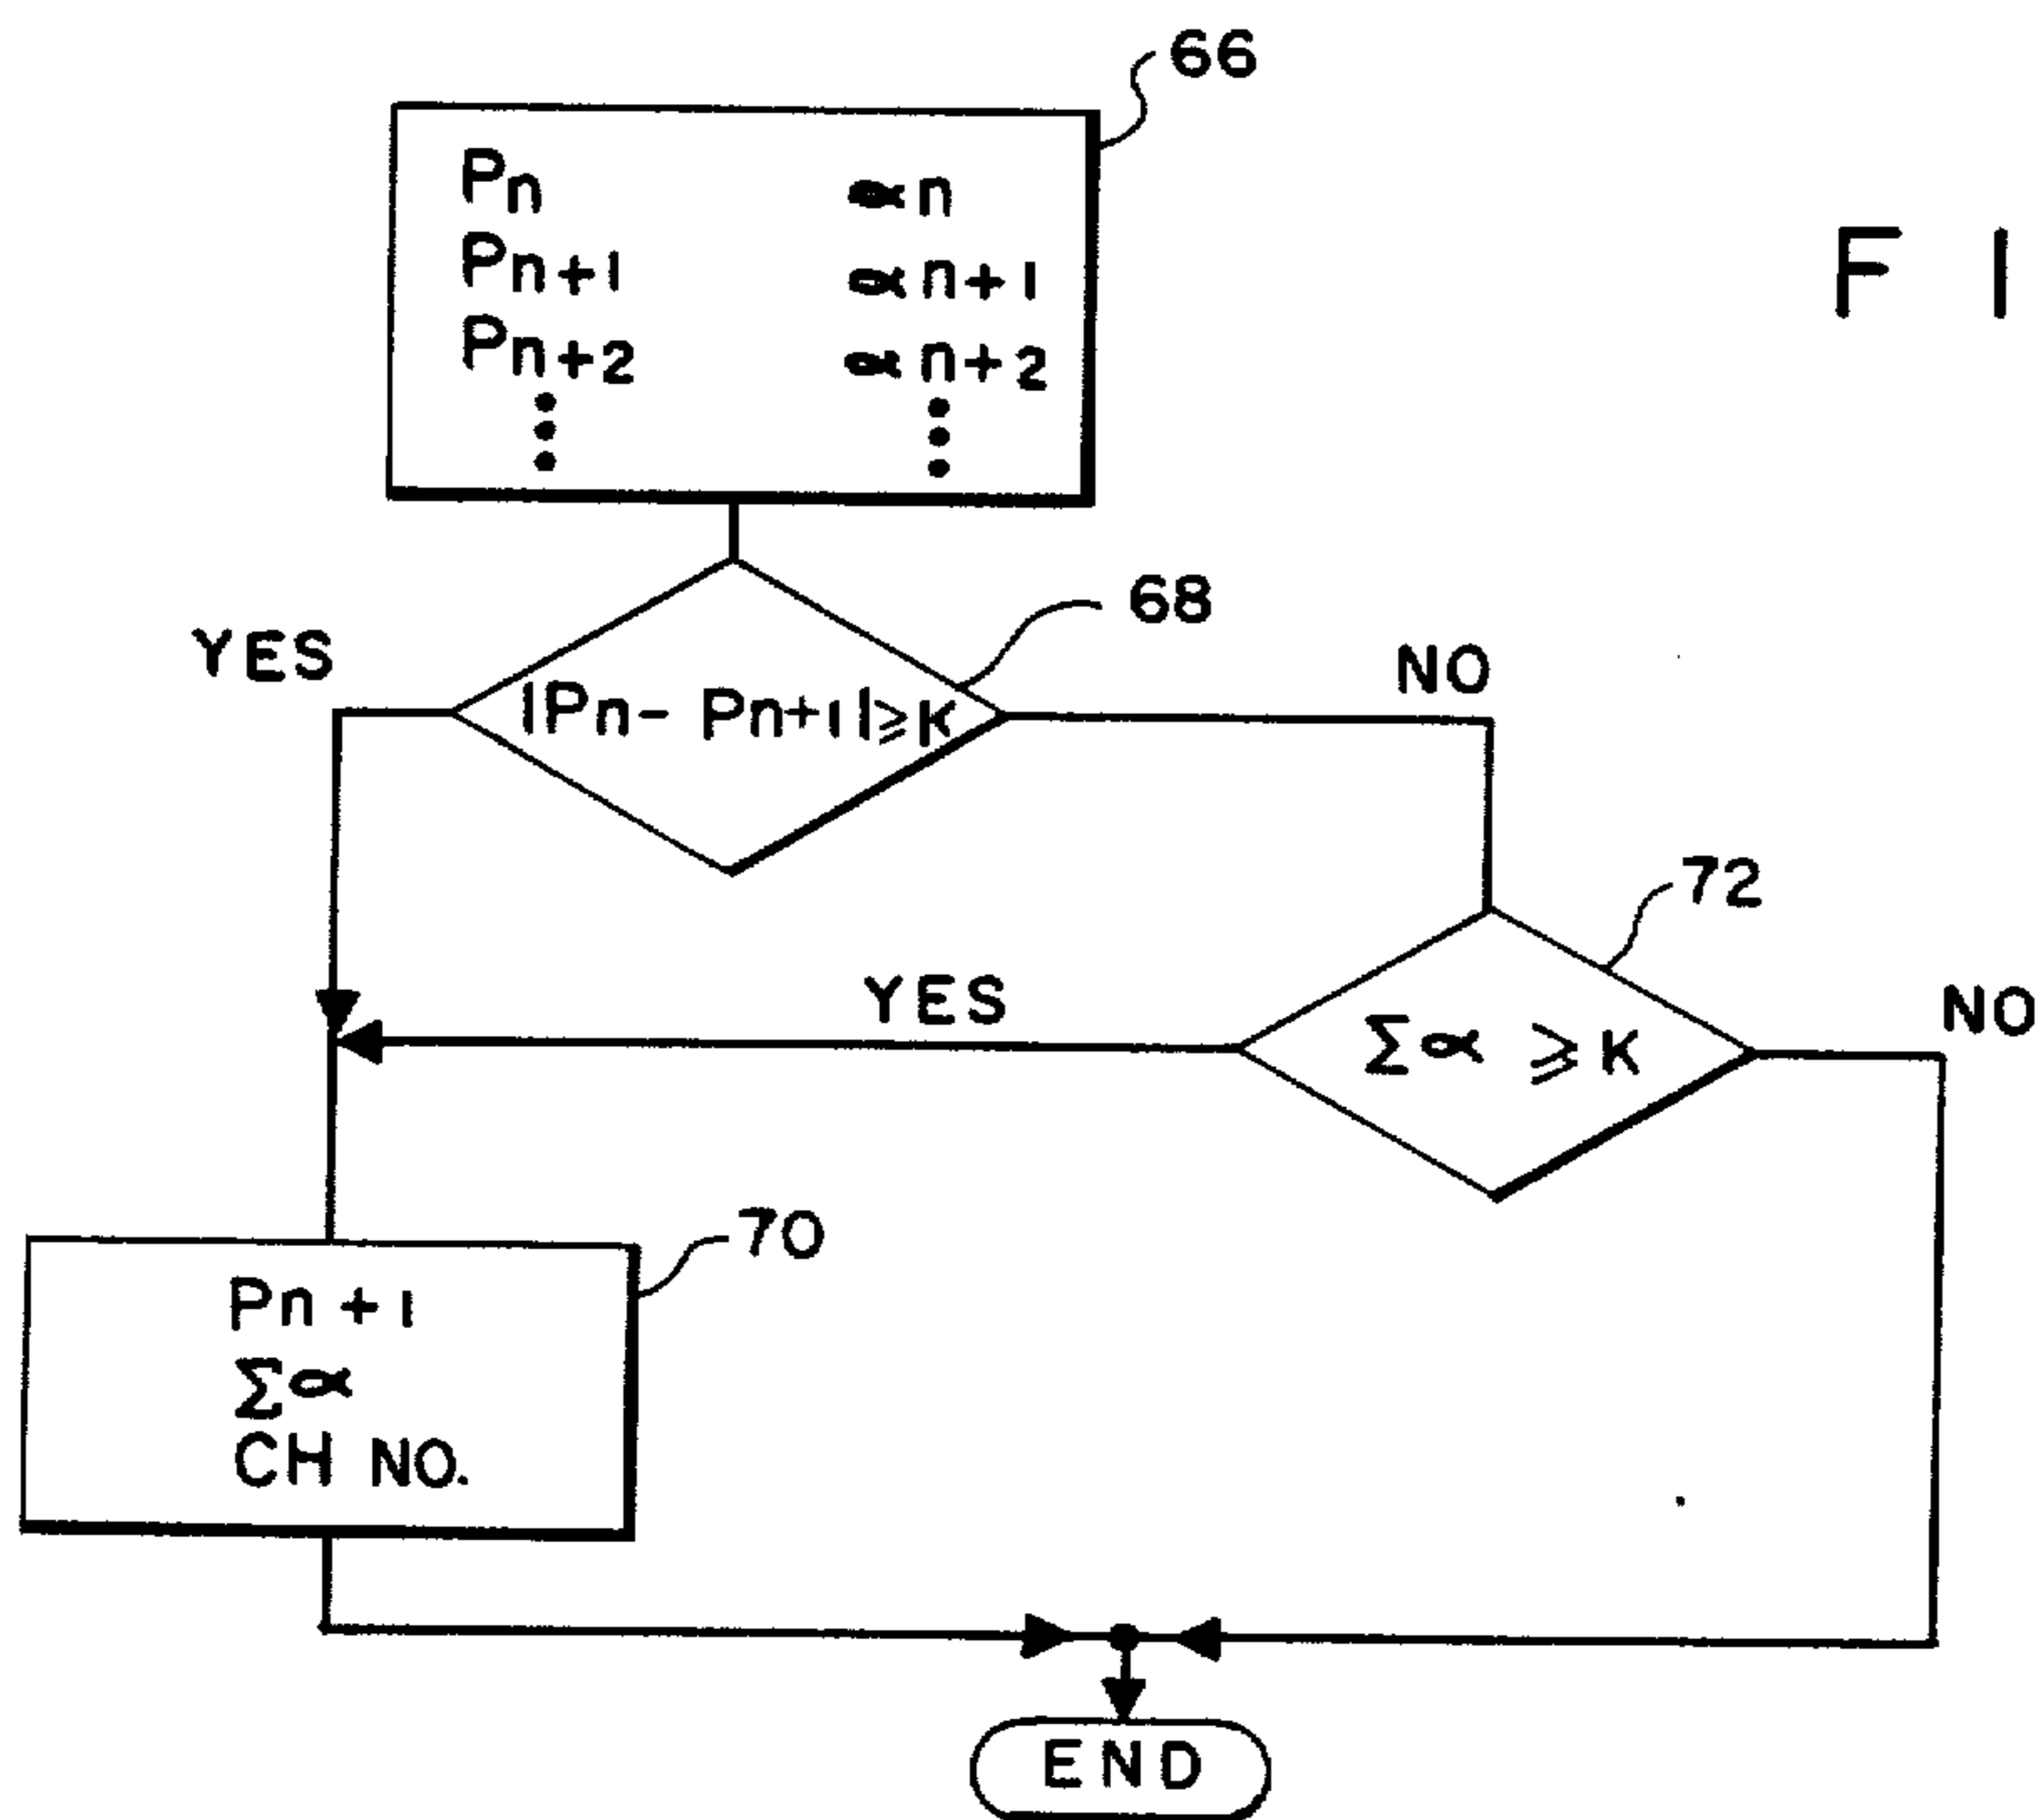 66
Pn αn
Pn+1 αn+1
Pn+2 αn+2
F I
68
YES
NO
|Pn- Pn+1|≥K
72
YES
NO
Σα ≥K
70
Pn+1
Σα
CH NO.
END